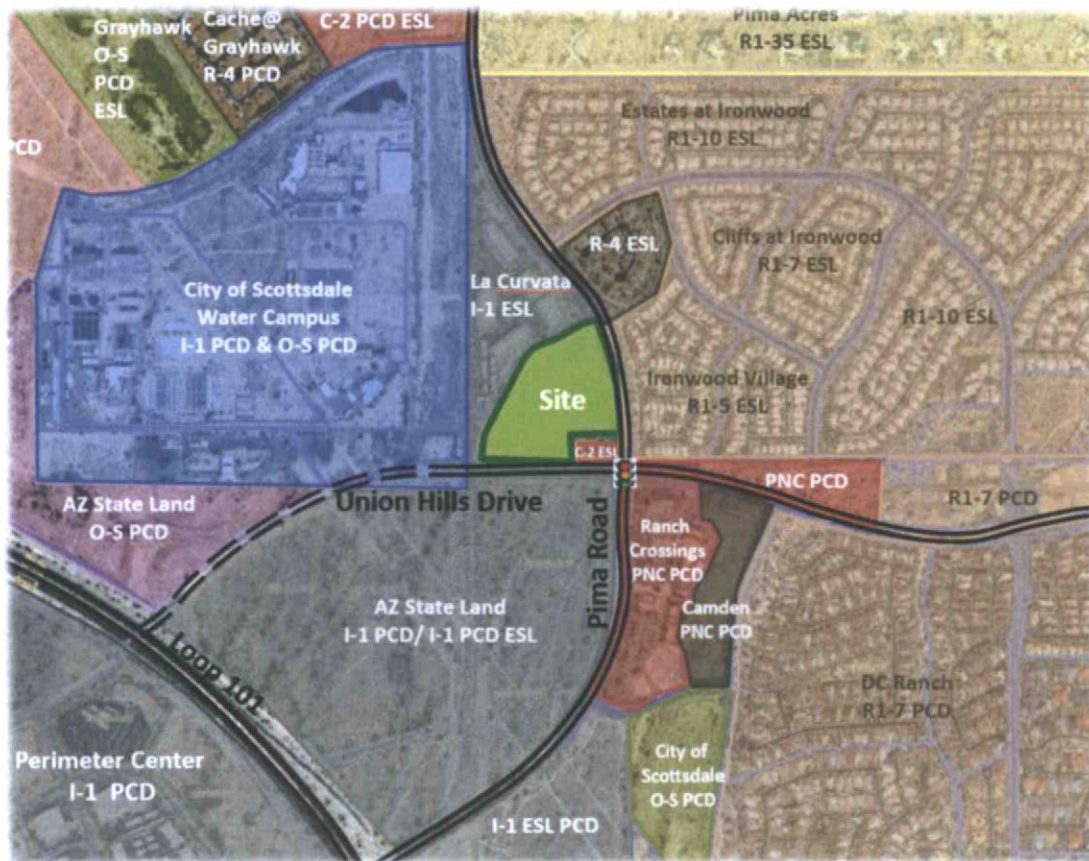 Grayhawk
O-S
PCD
ESL
Cache@
Grayhawk
R-4 PCD
C-2 PCD ESL
Pima Acres
R1-35 ESL
PCD
Estates at Ironwood
R1-10 ESL
R-4 ESL
Cliffs at Ironwood
R1-7 ESL
La Curvata
I-1 ESL
R1-10 ESL
City of Scottsdale
Water Campus
I-1 PCD & O-S PCD
Site
Ironwood Village
R1-5 ESL
C-2 ESL
AZ State Land
O-S PCD
Union Hills Drive
PNC PCD
R1-7 PCD
Pima Road
Ranch
Crossings
PNC PCD
AZ State Land
I-1 PCD/ I-1 PCD ESL
Camden
PNC PCD
Loop 101
DC Ranch
R1-7 PCD
Perimeter Center
I-1 PCD
City of
Scottsdale
O-S PCD
I-1 ESL PCD